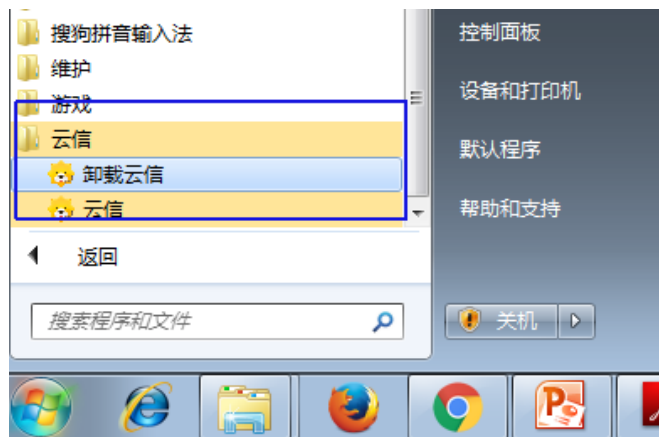 搜狗拼音输入法
维护
游戏
云信
卸载云信
云信
返回
搜索程序和文件
控制面板
设备和打印机
默认程序
帮助和支持
关机